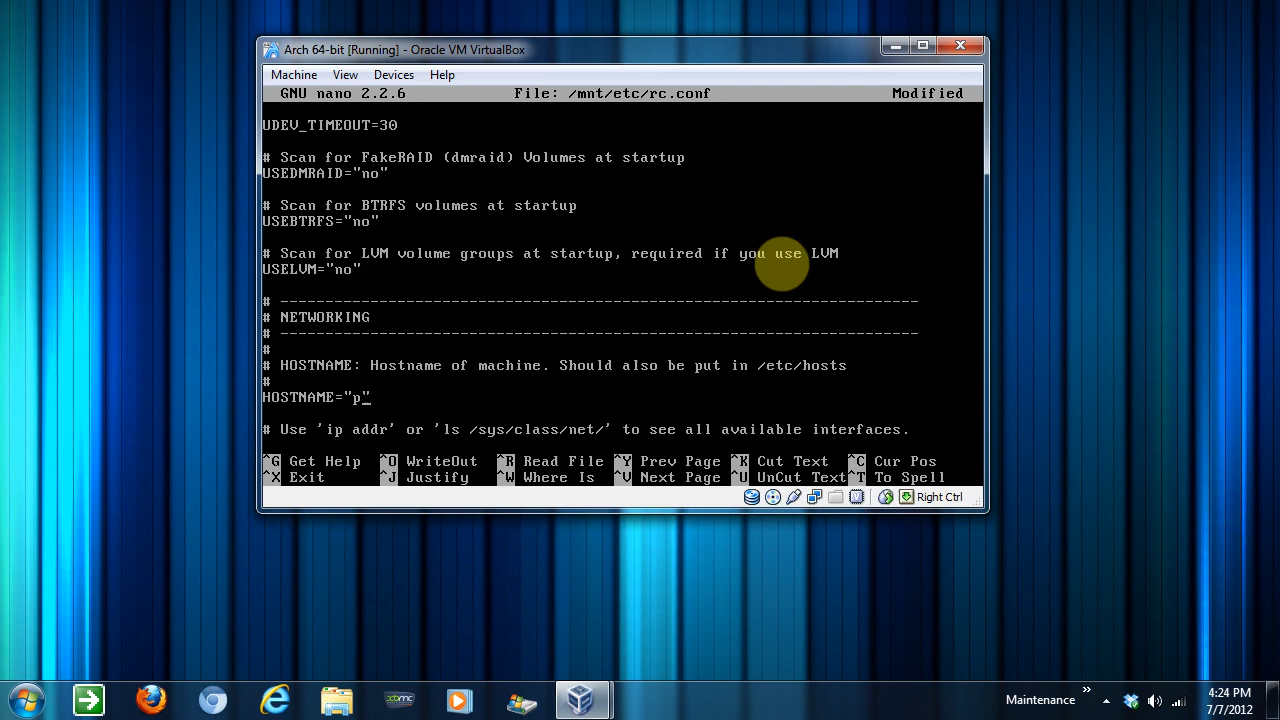 Arch 64-bit [Running] - Oracle VM VirtualBox
Machine View Devices Help
GNU nano 2.2.6 File: /mnt/etc/rc.conf Modified
UDEV_TIMEOUT=30
# Scan for FakeRAID (dmraid) Volumes at startup
USEDMRAID="no"
# Scan for BTRFS volumes at startup
USEBTRFS="no"
# Scan for LVM volume groups at startup, required if you use LVM
USELVM="no"
# -----------------------------------------------------------------------
# NETWORKING
# -----------------------------------------------------------------------
#
# HOSTNAME: Hostname of machine. Should also be put in /etc/hosts
#
HOSTNAME="p"
# Use 'ip addr' or 'ls /sys/class/net/' to see all available interfaces.
^G Get Help ^O WriteOut ^R Read File ^Y Prev Page ^K Cut Text ^C Cur Pos
^X Exit ^J Justify ^W Where Is ^V Next Page ^U UnCut Text ^T To Spell
Right Ctrl
xbmc
Maintenance »
4:24 PM
7/7/2012